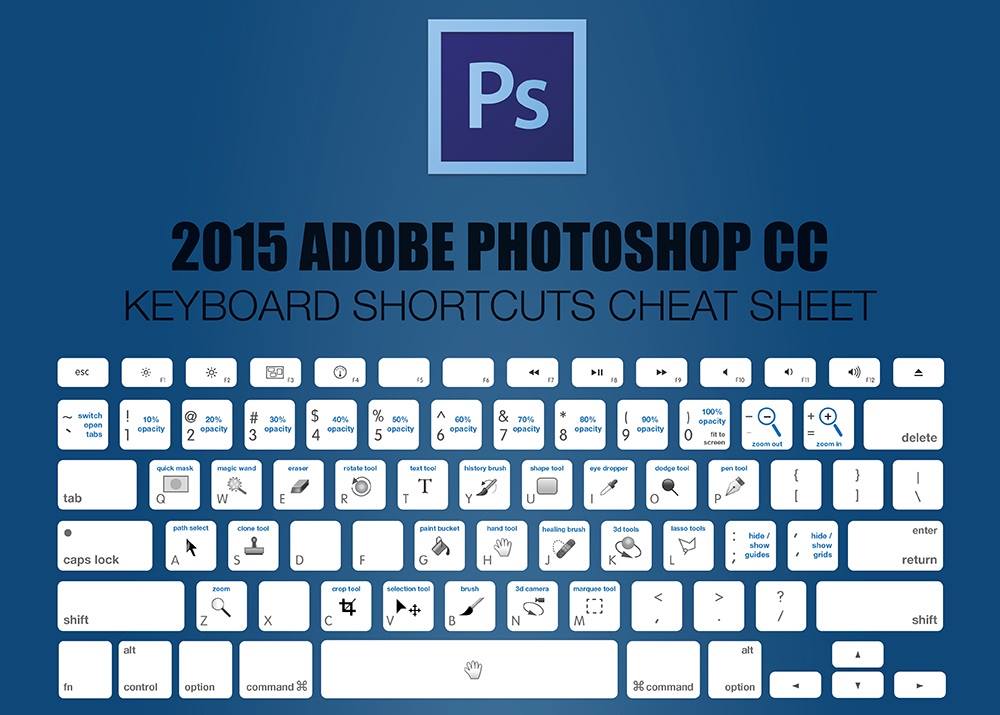 Ps
2015 ADOBE PHOTOSHOP CC
KEYBOARD SHORTCUTS CHEAT SHEET
esc F1 F2 F3 F4 F5 F6 F7 F8 F9 F10 F11 F12
~ ` switch open tabs
! 1 10% opacity
@ 2 20% opacity
# 3 30% opacity
$ 4 40% opacity
% 5 50% opacity
^ 6 60% opacity
& 7 70% opacity
* 8 80% opacity
( 9 90% opacity
) 0 100% opacity fit to screen
- - zoom out
+ = zoom in
delete
tab
quick mask Q
magic wand W
eraser E
rotate tool R
text tool T
history brush Y
shape tool U
eye dropper I
dodge tool O
pen tool P
{ [
} ]
| \
caps lock
path select A
clone tool S
D
F
paint bucket G
hand tool H
healing brush J
3d tools K
lasso tools L
: ; hide / show guides
' ' hide / show grids
enter return
shift
zoom Z
X
crop tool C
selection tool V
brush B
3d camera N
marquee tool M
< ,
> .
? /
shift
fn
alt control
option
command ⌘
⌘ command
alt option